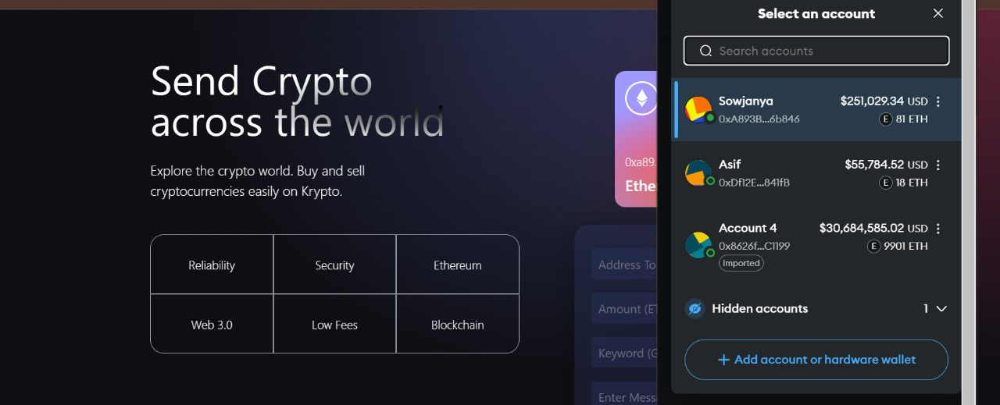 Send Crypto
across the world
Explore the crypto world. Buy and sell
cryptocurrencies easily on Krypto.
Reliability
Security
Ethereum
Web 3.0
Low Fees
Blockchain
0xa89.
Ethe
Address To
Amount (ET
Keyword (G
Enter Mess
Select an account
Search accounts
Sowjanya
$251,029.34 USD
0xA893B...6b846
E 81 ETH
Asif
$55,784.52 USD
0xDf12E...841fB
E 18 ETH
Account 4
$30,684,585.02 USD
0x8626f...C1199
E 9901 ETH
Imported
Hidden accounts
1
+ Add account or hardware wallet